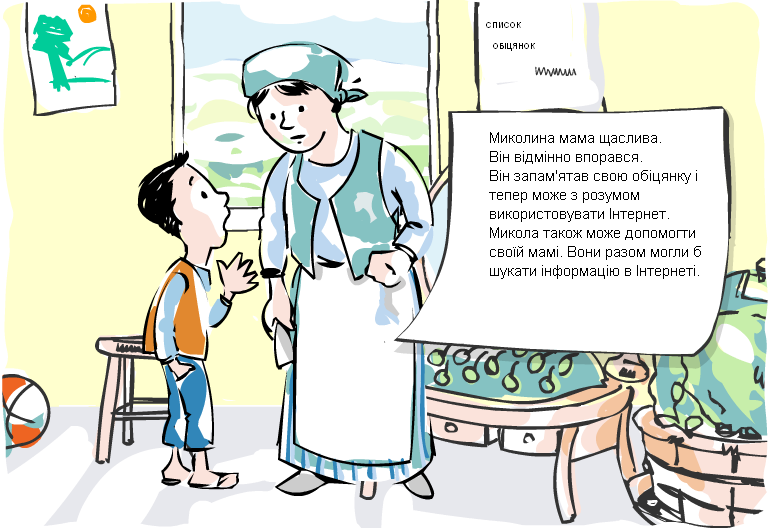 список
обіцянок
Миколина мама щаслива.
Він відмінно впорався.
Він запам'ятав свою обіцянку і
тепер може з розумом
використовувати Інтернет.
Микола також може допомогти
своїй мамі. Вони разом могли б
шукати інформацію в Інтернеті.